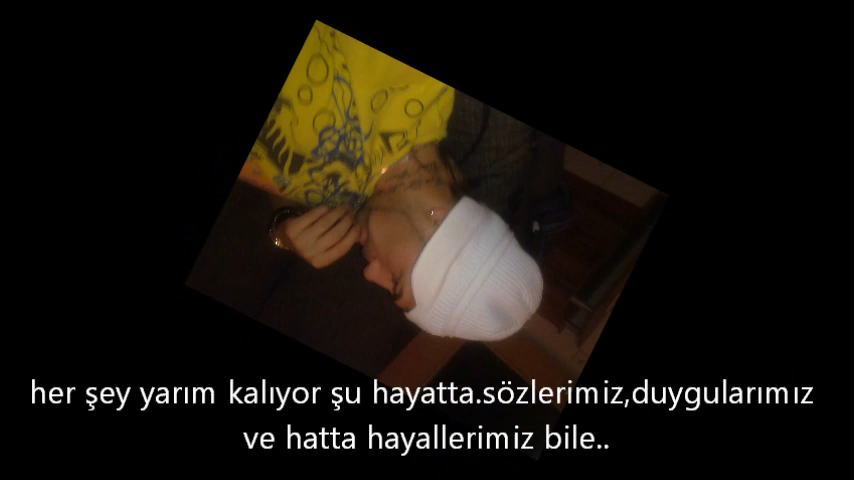 her şey yarım kalıyor şu hayatta.sözlerimiz,duygularımız
ve hatta hayallerimiz bile..